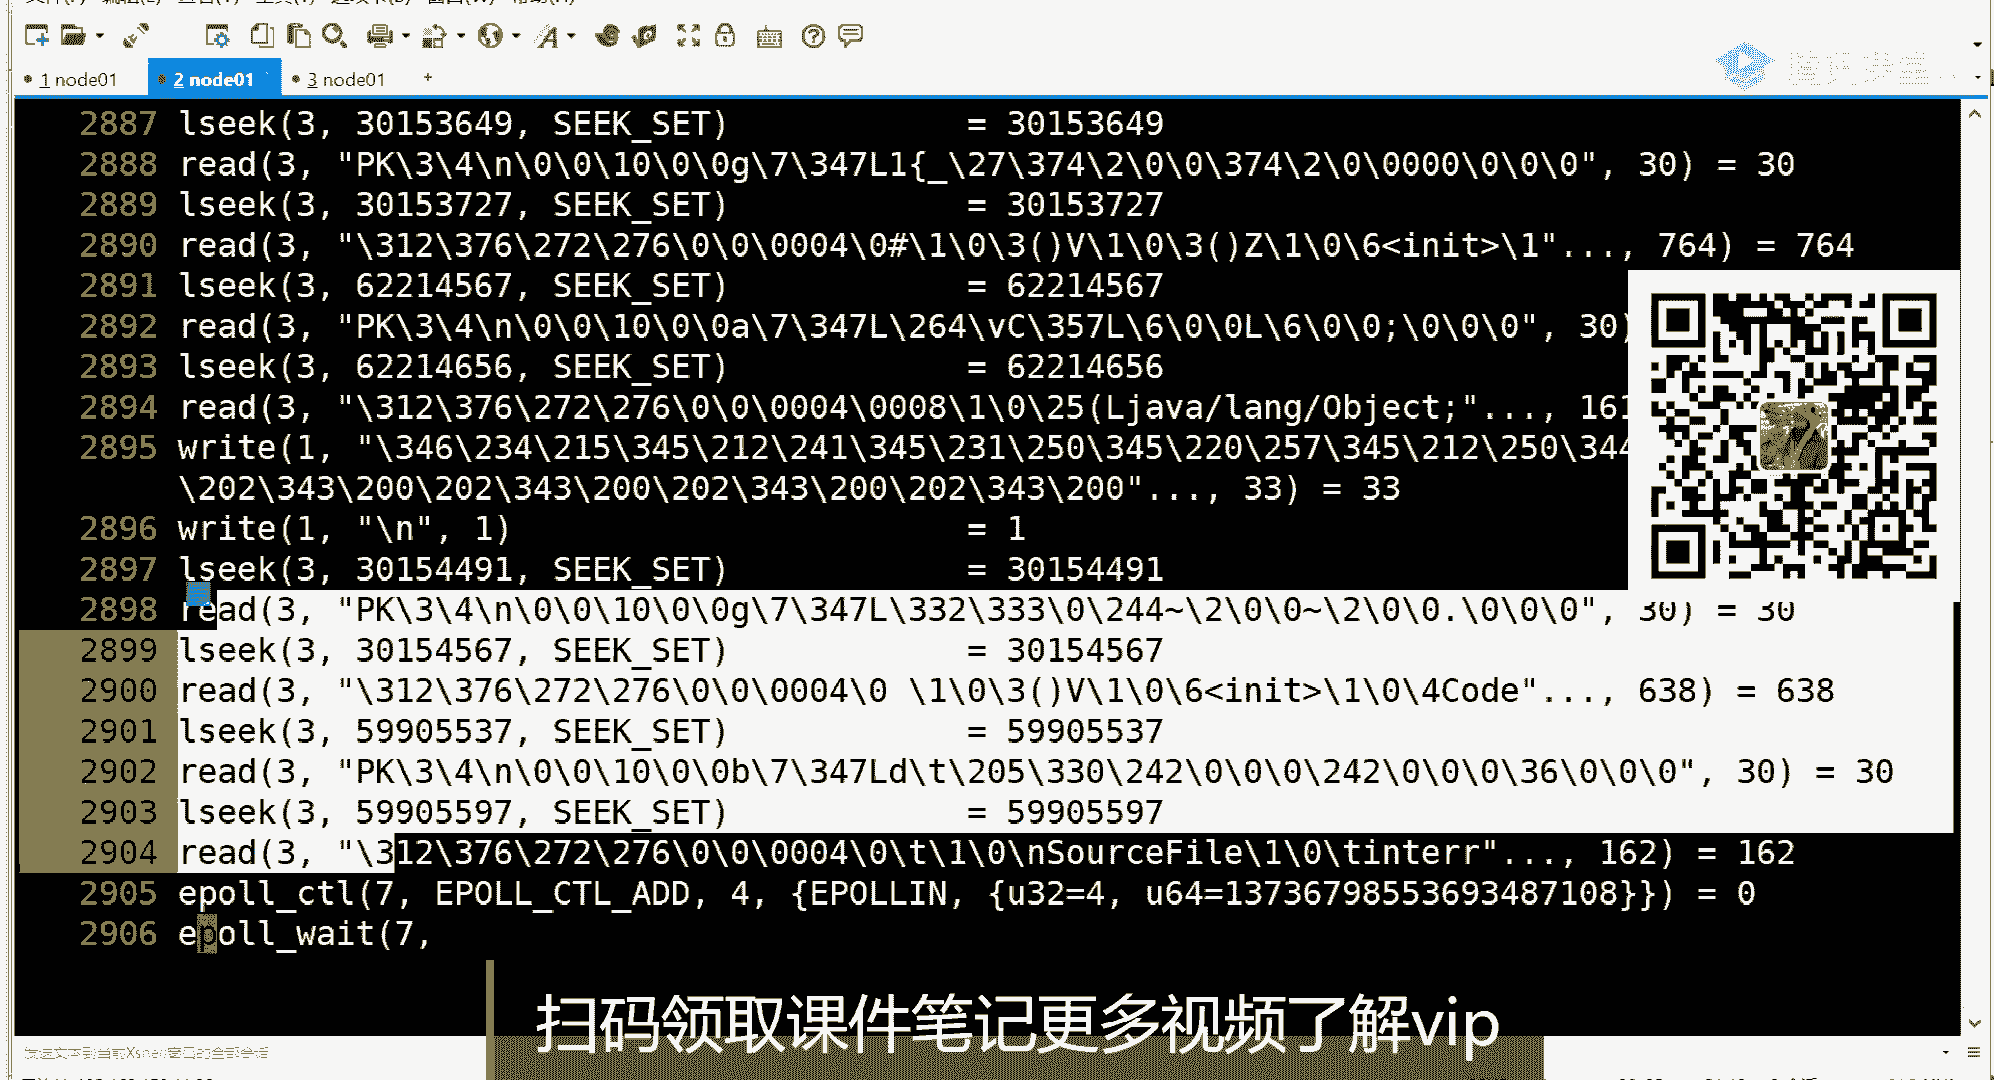 1 node01
2 node01
3 node01
+
2887 lseek(3, 30153649, SEEK_SET) = 30153649
2888 read(3, "PK\3\4\n\0\0\10\0\0g\7\347L1{_\27\374\2\0\0\374\2\0\0000\0\0\0", 30) = 30
2889 lseek(3, 30153727, SEEK_SET) = 30153727
2890 read(3, "\312\376\272\276\0\0\0004\0#\1\0\3()V\1\0\3()Z\1\0\6<init>\1"..., 764) = 764
2891 lseek(3, 62214567, SEEK_SET) = 62214567
2892 read(3, "PK\3\4\n\0\0\10\0\0a\7\347L\264\vC\357L\6\0\0L\6\0\0;\0\0\0", 30)
2893 lseek(3, 62214656, SEEK_SET) = 62214656
2894 read(3, "\312\376\272\276\0\0\0004\0008\1\0\25(Ljava/lang/Object;"..., 161
2895 write(1, "\346\234\215\345\212\241\345\231\250\345\220\257\345\212\250\344
\202\343\200\202\343\200\202\343\200\202\343\200"..., 33) = 33
2896 write(1, "\n", 1) = 1
2897 lseek(3, 30154491, SEEK_SET) = 30154491
2898 read(3, "PK\3\4\n\0\0\10\0\0g\7\347L\332\333\0\244~\2\0\0~\2\0\0.\0\0\0", 30) = 30
2899 lseek(3, 30154567, SEEK_SET) = 30154567
2900 read(3, "\312\376\272\276\0\0\0004\0 \1\0\3()V\1\0\6<init>\1\0\4Code"..., 638) = 638
2901 lseek(3, 59905537, SEEK_SET) = 59905537
2902 read(3, "PK\3\4\n\0\0\10\0\0b\7\347Ld\t\205\330\242\0\0\0\242\0\0\0\36\0\0\0", 30) = 30
2903 lseek(3, 59905597, SEEK_SET) = 59905597
2904 read(3, "\312\376\272\276\0\0\0004\0\t\1\0\nSourceFile\1\0\tinterr"..., 162) = 162
2905 epoll_ctl(7, EPOLL_CTL_ADD, 4, {EPOLLIN, {u32=4, u64=13736798553693487108}}) = 0
2906 epoll_wait(7,
扫码领取课件笔记更多视频了解vip